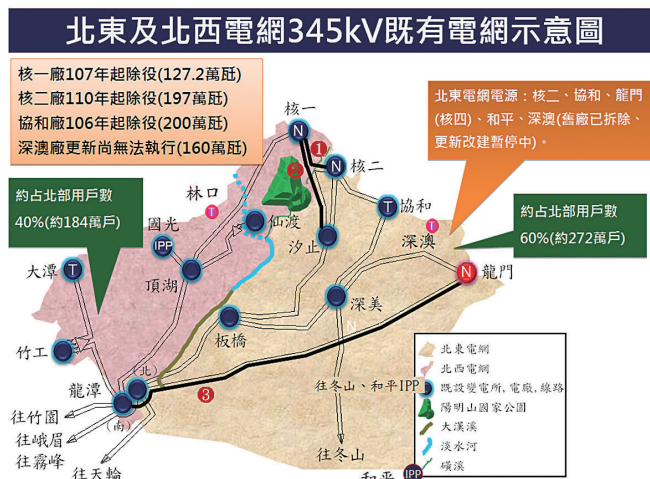 北東及北西電網345kV既有電網示意圖
核一廠107年起除役(127.2萬瓩)
核二廠110年起除役(197萬瓩)
協和廠106年起除役(200萬瓩)
深澳廠更新尚無法執行(160萬瓩)
北東電網電源：核二、協和、龍門
(核四)、和平、深澳(舊廠已拆除、
更新改建暫停中)。
約占北部用戶數
40%(約184萬戶)
約占北部用戶數
60%(約272萬戶)
核一
N
1
N
核二
2
林口
T
國光
IPP
仙渡
汐止
協和
T
深澳
T
大潭
T
頂湖
N
龍門
深美
N
板橋
竹工
龍潭
(北)
(南)
3
往竹園
往峨眉
往霧峰
往天輪
往冬山、和平IPP
往冬山
和平
IPP
北東電網
北西電網
既設變電所,電廠,線路
陽明山國家公園
大漢溪
淡水河
磺溪